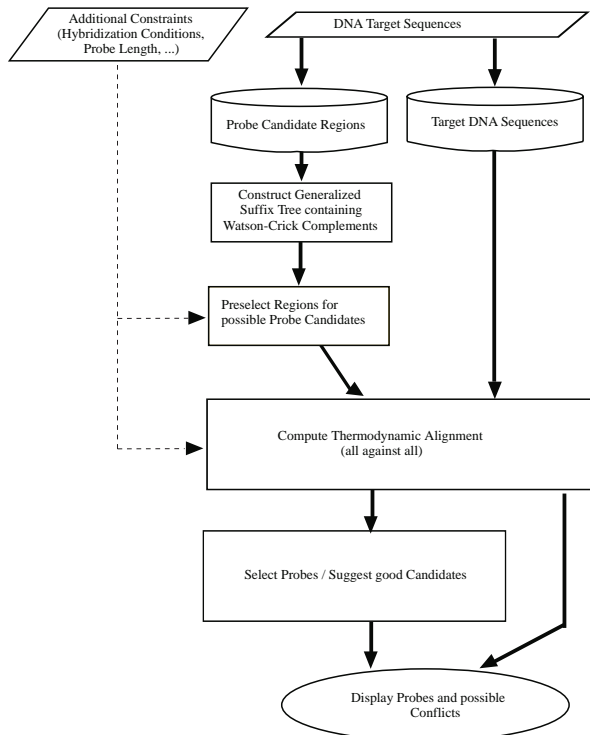 Additional Constraints
(Hybridization Conditions,
Probe Length, ...)
DNA Target Sequences
Probe Candidate Regions
Target DNA Sequences
Construct Generalized
Suffix Tree containing
Watson-Crick Complements
Preselect Regions for
possible Probe Candidates
Compute Thermodynamic Alignment
(all against all)
Select Probes / Suggest good Candidates
Display Probes and possible
Conflicts